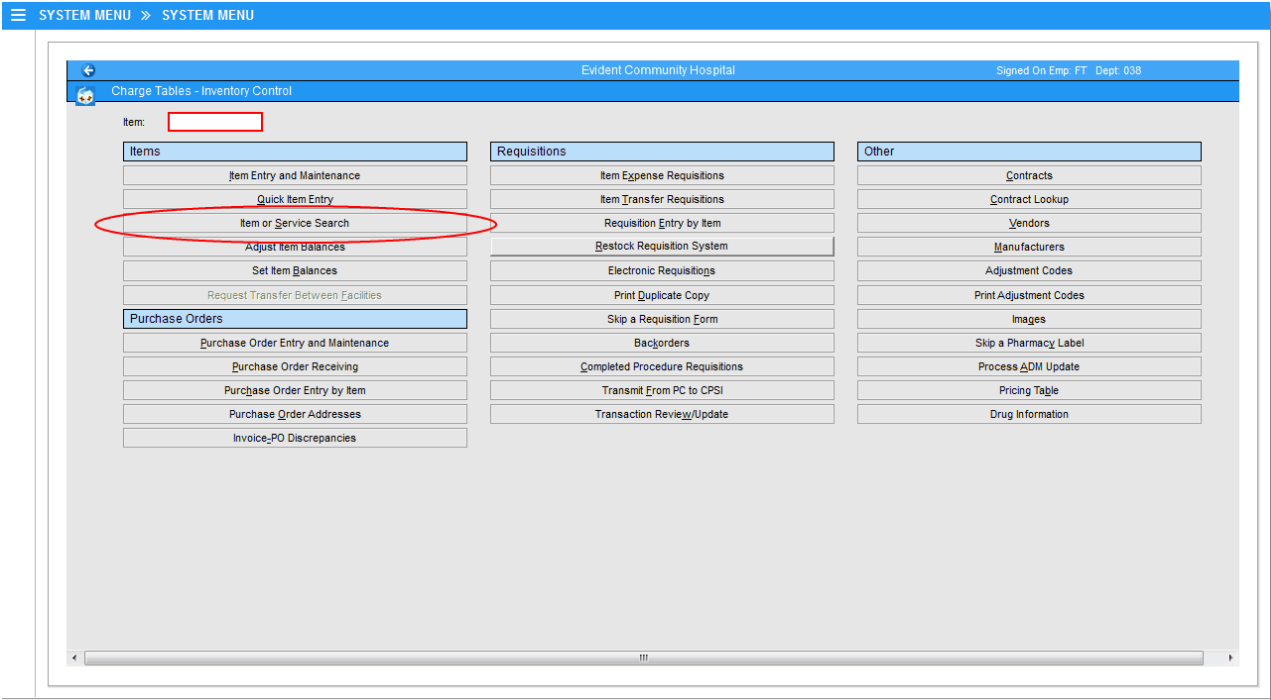 SYSTEM MENU » SYSTEM MENU
Evident Community Hospital
Signed On Emp: FT Dept: 038
Charge Tables - Inventory Control
Item:
Items
Item Entry and Maintenance
Quick Item Entry
Item or Service Search
Adjust Item Balances
Set Item Balances
Request Transfer Between Facilities
Purchase Orders
Purchase Order Entry and Maintenance
Purchase Order Receiving
Purchase Order Entry by Item
Purchase Order Addresses
Invoice-PO Discrepancies
Requisitions
Item Expense Requisitions
Item Transfer Requisitions
Requisition Entry by Item
Restock Requisition System
Electronic Requisitions
Print Duplicate Copy
Skip a Requisition Form
Backorders
Completed Procedure Requisitions
Transmit From PC to CPSI
Transaction Review/Update
Other
Contracts
Contract Lookup
Vendors
Manufacturers
Adjustment Codes
Print Adjustment Codes
Images
Skip a Pharmacy Label
Process ADM Update
Pricing Table
Drug Information